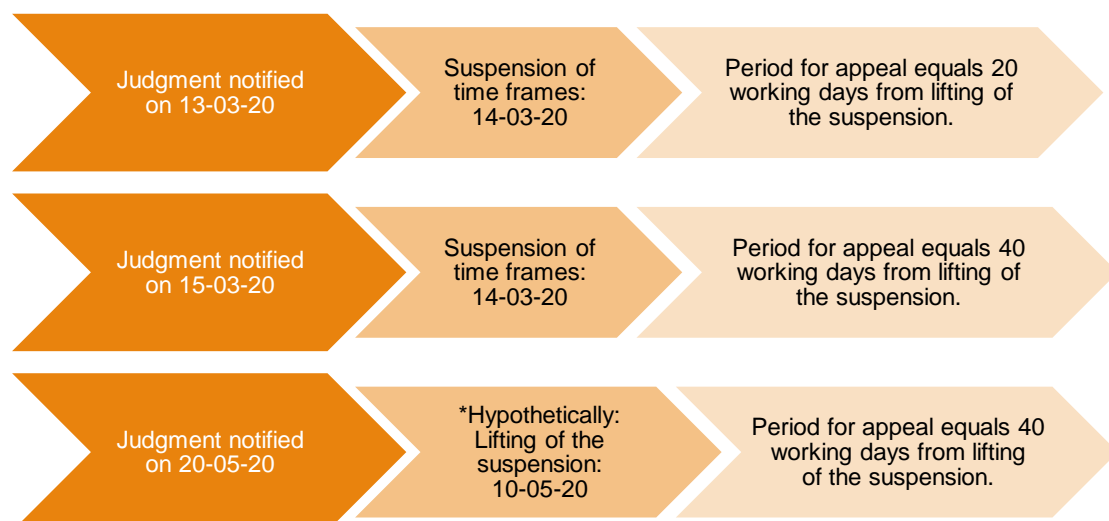 Judgment notified
on 13-03-20
Suspension of
time frames:
14-03-20
Period for appeal equals 20
working days from lifting of
the suspension.
Judgment notified
on 15-03-20
Suspension of
time frames:
14-03-20
Period for appeal equals 40
working days from lifting of
the suspension.
Judgment notified
on 20-05-20
*Hypothetically:
Lifting of the
suspension:
10-05-20
Period for appeal equals 40
working days from lifting
of the suspension.